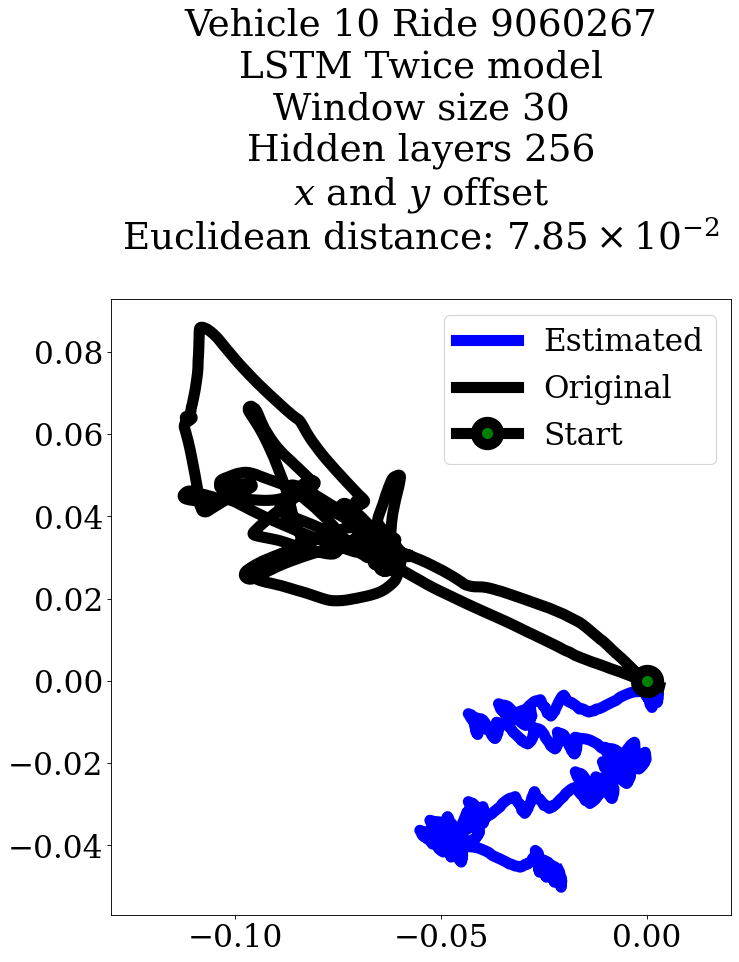 Vehicle 10 Ride 9060267
LSTM Twice model
Window size 30
Hidden layers 256
x and y offset
Euclidean distance: 7.85 × 10⁻²
Estimated
Original
Start
0.08
0.06
0.04
0.02
0.00
−0.02
−0.04
−0.10
−0.05
0.00